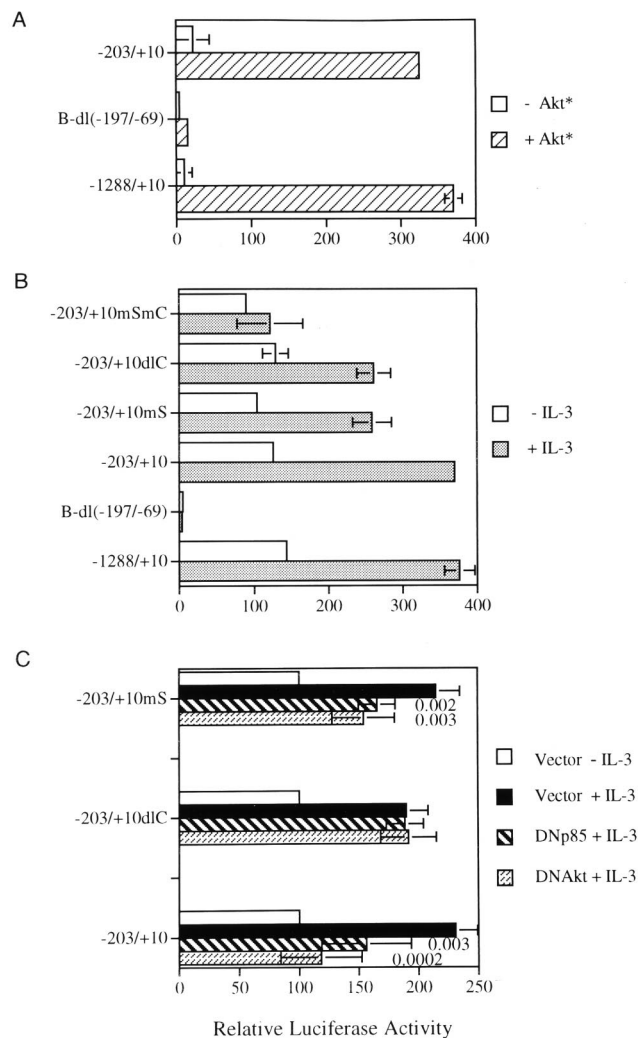 A
-203/+10
B-dl(-197/-69)
-1288/+10
0 100 200 300 400
- Akt*
+ Akt*
B
-203/+10mSmC
-203/+10dlC
-203/+10mS
-203/+10
B-dl(-197/-69)
-1288/+10
0 100 200 300 400
- IL-3
+ IL-3
C
-203/+10mS
0.002
0.003
-203/+10dlC
-203/+10
0.003
0.0002
0 50 100 150 200 250
Vector - IL-3
Vector + IL-3
DNp85 + IL-3
DNAkt + IL-3
Relative Luciferase Activity